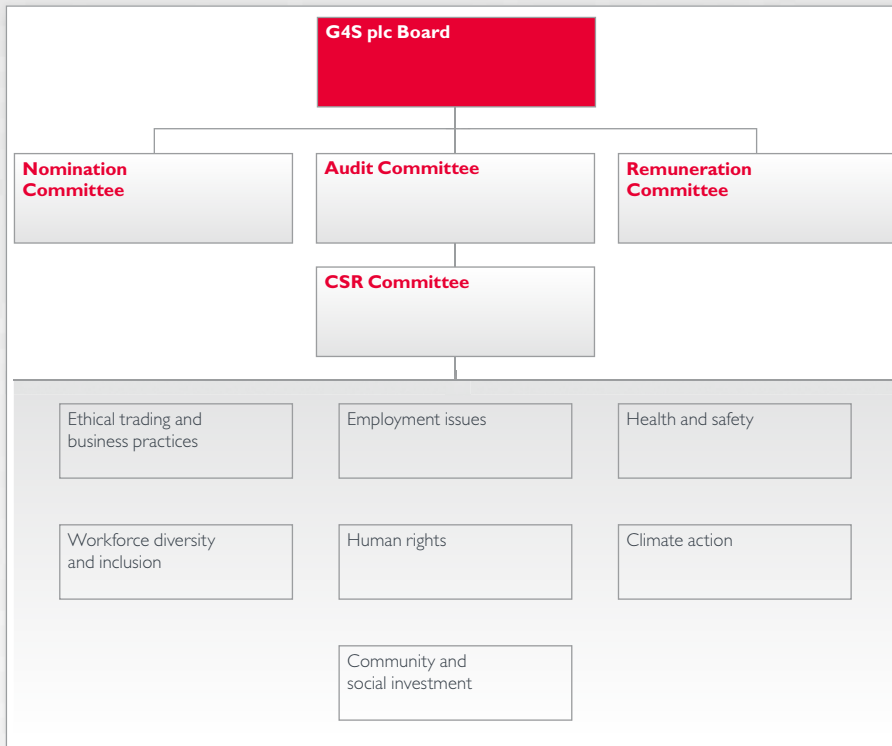 G4S plc Board
Nomination
Committee
Audit Committee
Remuneration
Committee
CSR Committee
Ethical trading and
business practices
Employment issues
Health and safety
Workforce diversity
and inclusion
Human rights
Climate action
Community and
social investment